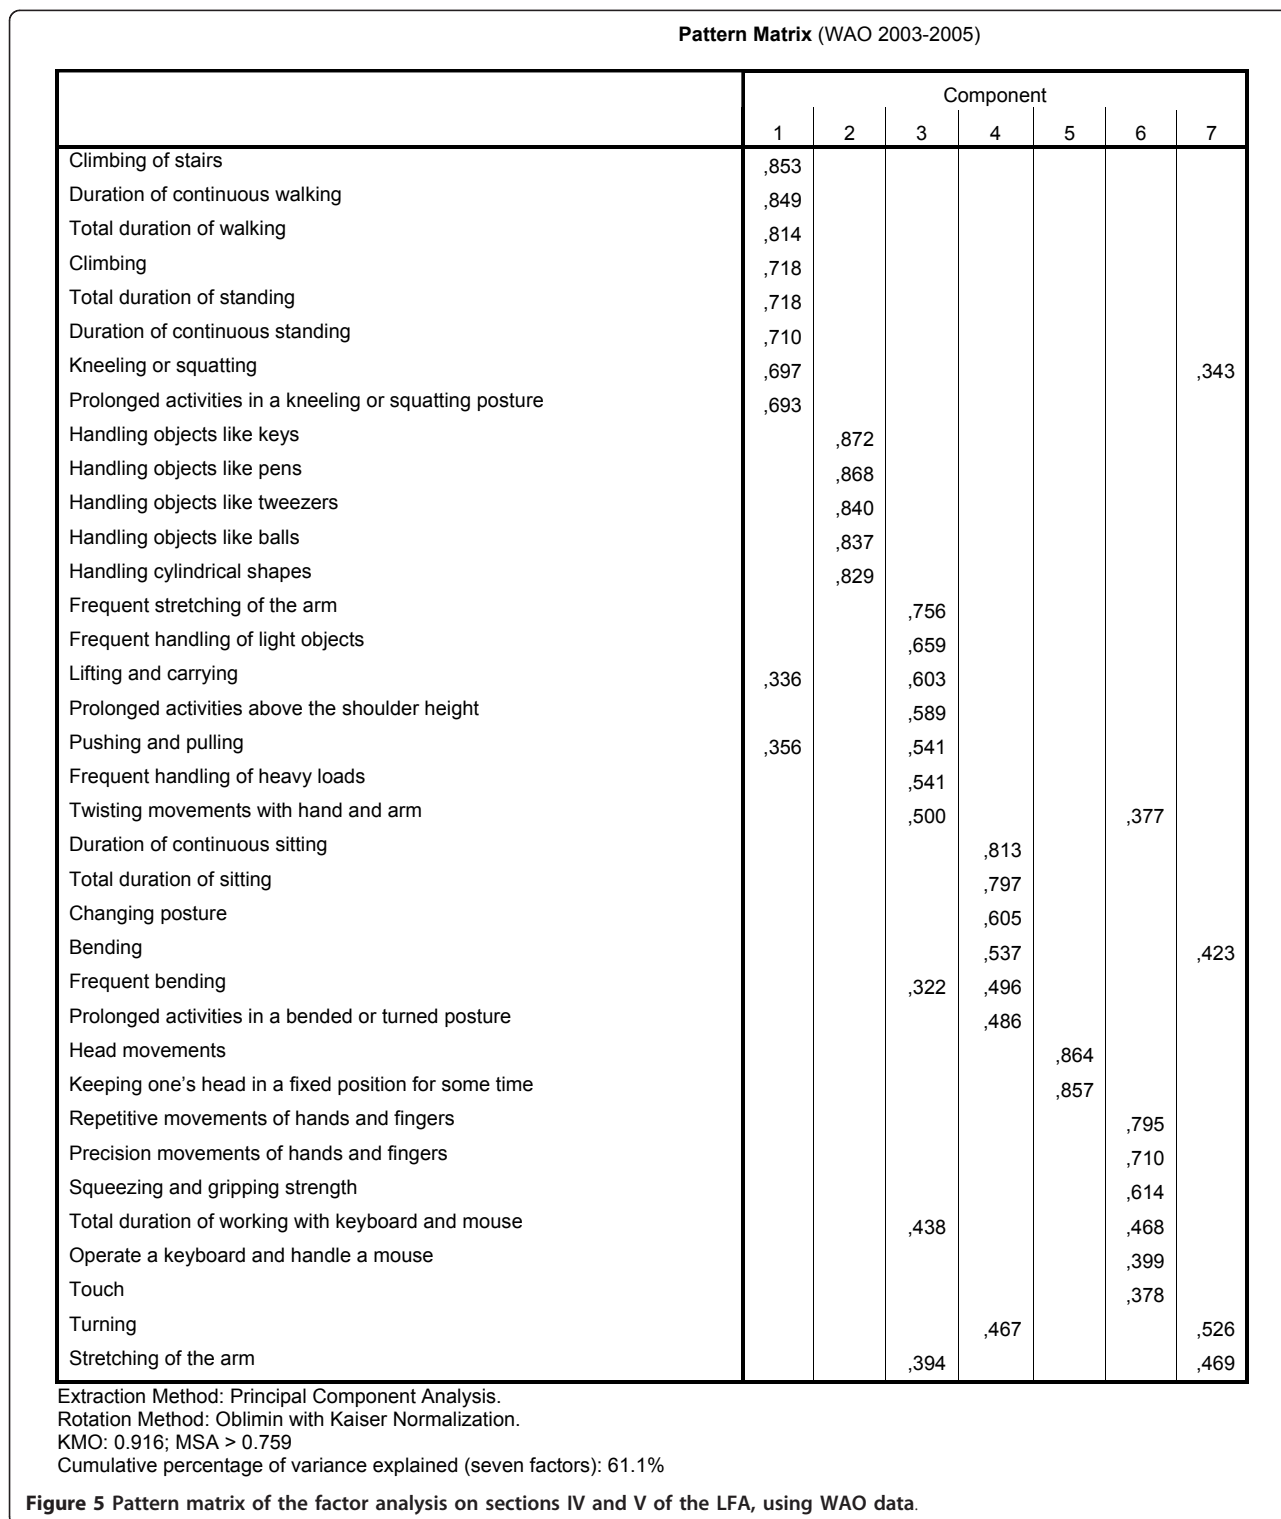 Pattern Matrix (WAO 2003-2005)
Component
1 2 3 4 5 6 7
Climbing of stairs ,853
Duration of continuous walking ,849
Total duration of walking ,814
Climbing ,718
Total duration of standing ,718
Duration of continuous standing ,710
Kneeling or squatting ,697 ,343
Prolonged activities in a kneeling or squatting posture ,693
Handling objects like keys ,872
Handling objects like pens ,868
Handling objects like tweezers ,840
Handling objects like balls ,837
Handling cylindrical shapes ,829
Frequent stretching of the arm ,756
Frequent handling of light objects ,659
Lifting and carrying ,336 ,603
Prolonged activities above the shoulder height ,589
Pushing and pulling ,356 ,541
Frequent handling of heavy loads ,541
Twisting movements with hand and arm ,500 ,377
Duration of continuous sitting ,813
Total duration of sitting ,797
Changing posture ,605
Bending ,537 ,423
Frequent bending ,322 ,496
Prolonged activities in a bended or turned posture ,486
Head movements ,864
Keeping one's head in a fixed position for some time ,857
Repetitive movements of hands and fingers ,795
Precision movements of hands and fingers ,710
Squeezing and gripping strength ,614
Total duration of working with keyboard and mouse ,438 ,468
Operate a keyboard and handle a mouse ,399
Touch ,378
Turning ,467 ,526
Stretching of the arm ,394 ,469
Extraction Method: Principal Component Analysis.
Rotation Method: Oblimin with Kaiser Normalization.
KMO: 0.916; MSA > 0.759
Cumulative percentage of variance explained (seven factors): 61.1%
Figure 5 Pattern matrix of the factor analysis on sections IV and V of the LFA, using WAO data.